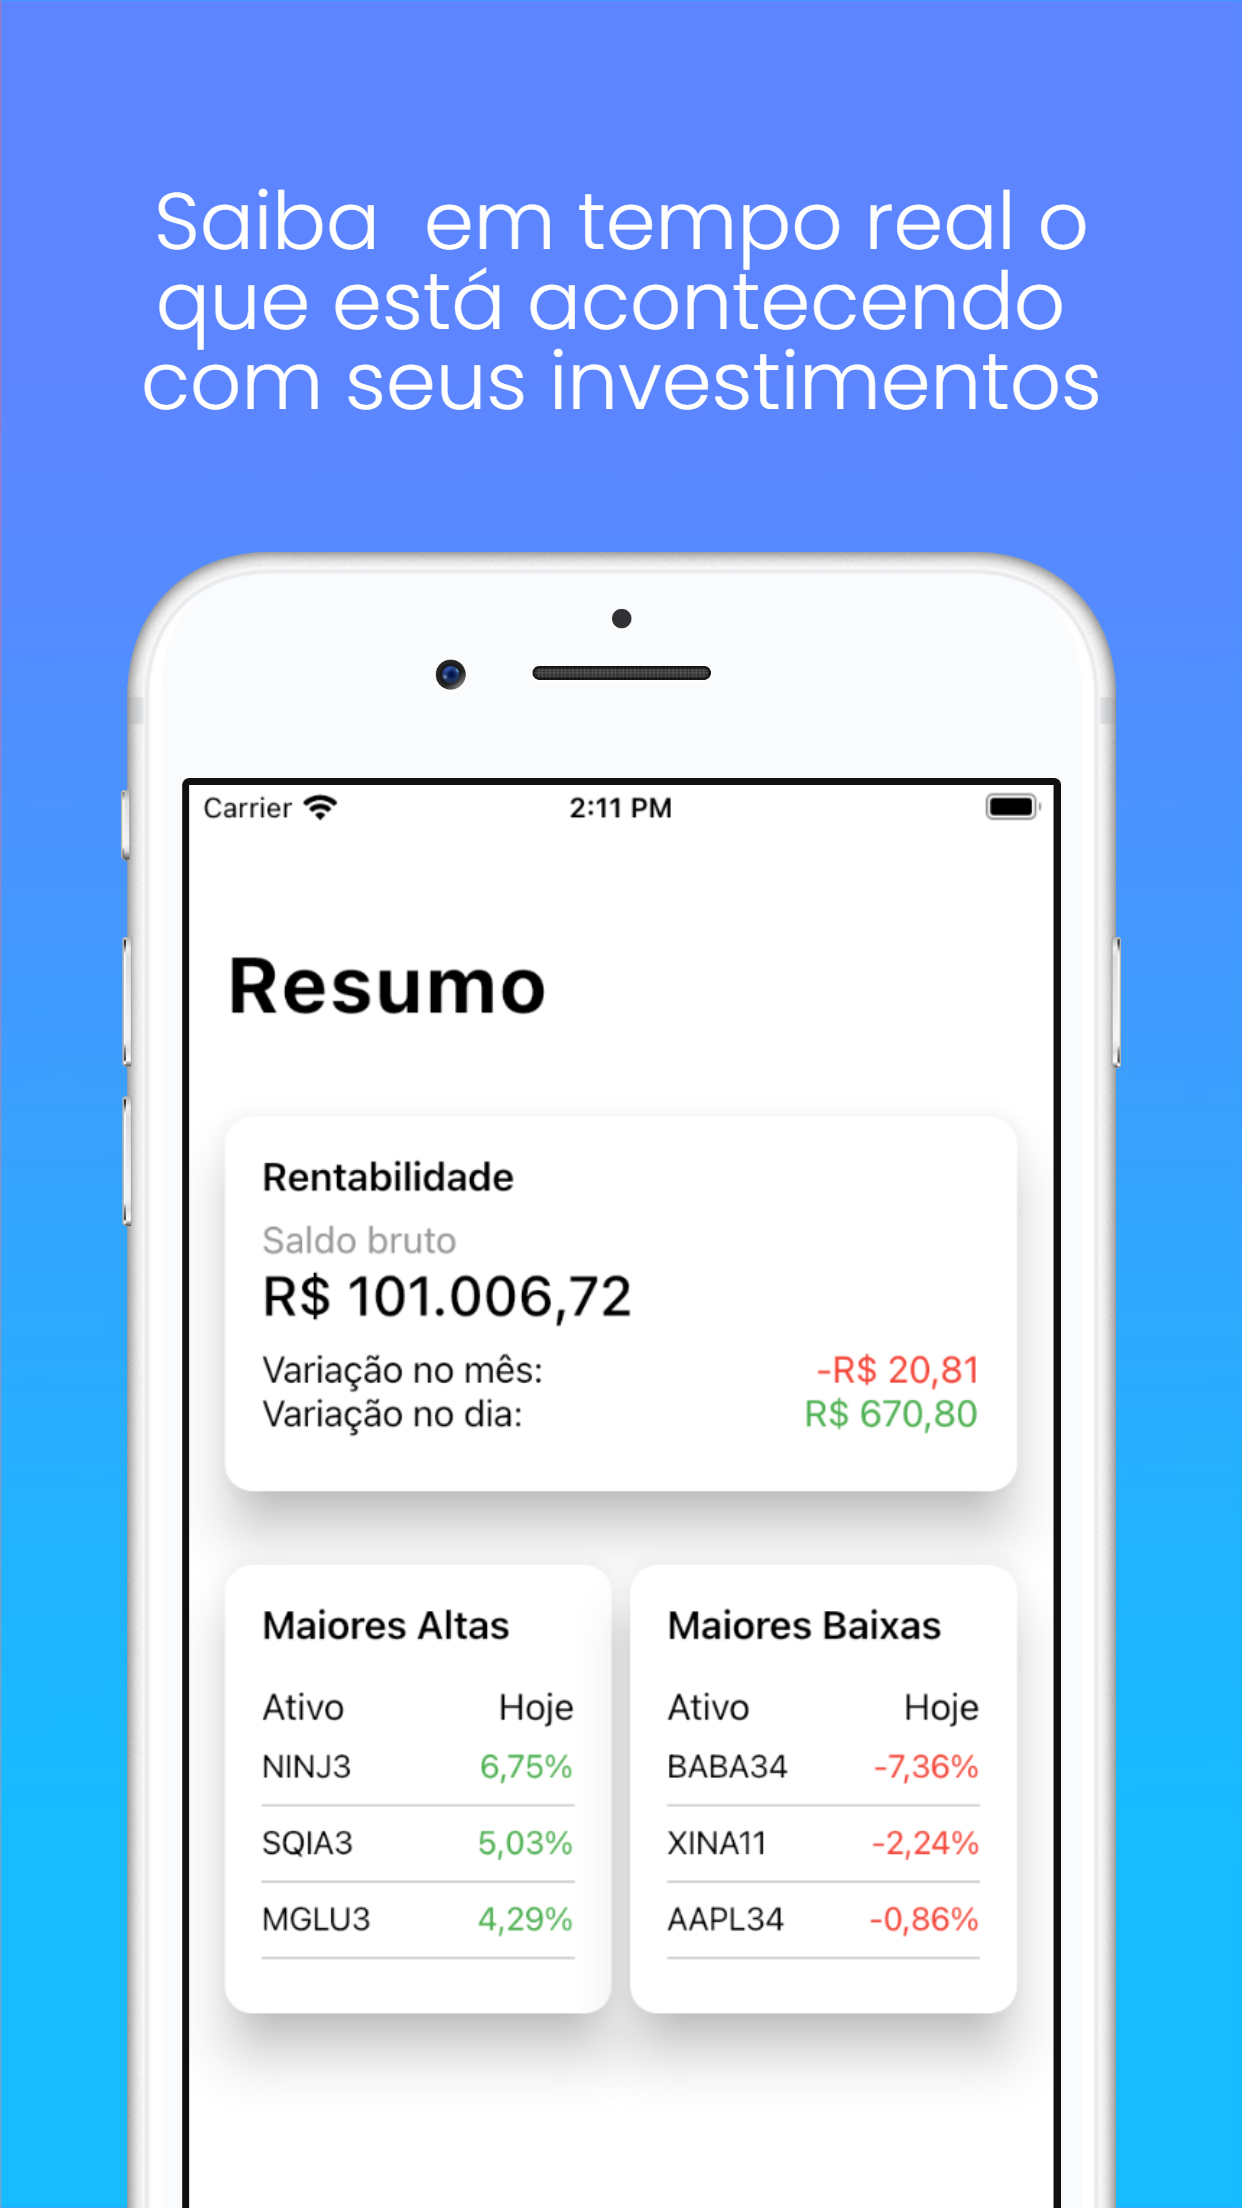 Saiba em tempo real o
que está acontecendo
com seus investimentos
Carrier 2:11 PM
Resumo
Rentabilidade
Saldo bruto
R$ 101.006,72
Variação no mês: -R$ 20,81
Variação no dia: R$ 670,80
Maiores Altas
Ativo Hoje
NINJ3 6,75%
SQIA3 5,03%
MGLU3 4,29%
Maiores Baixas
Ativo Hoje
BABA34 -7,36%
XINA11 -2,24%
AAPL34 -0,86%